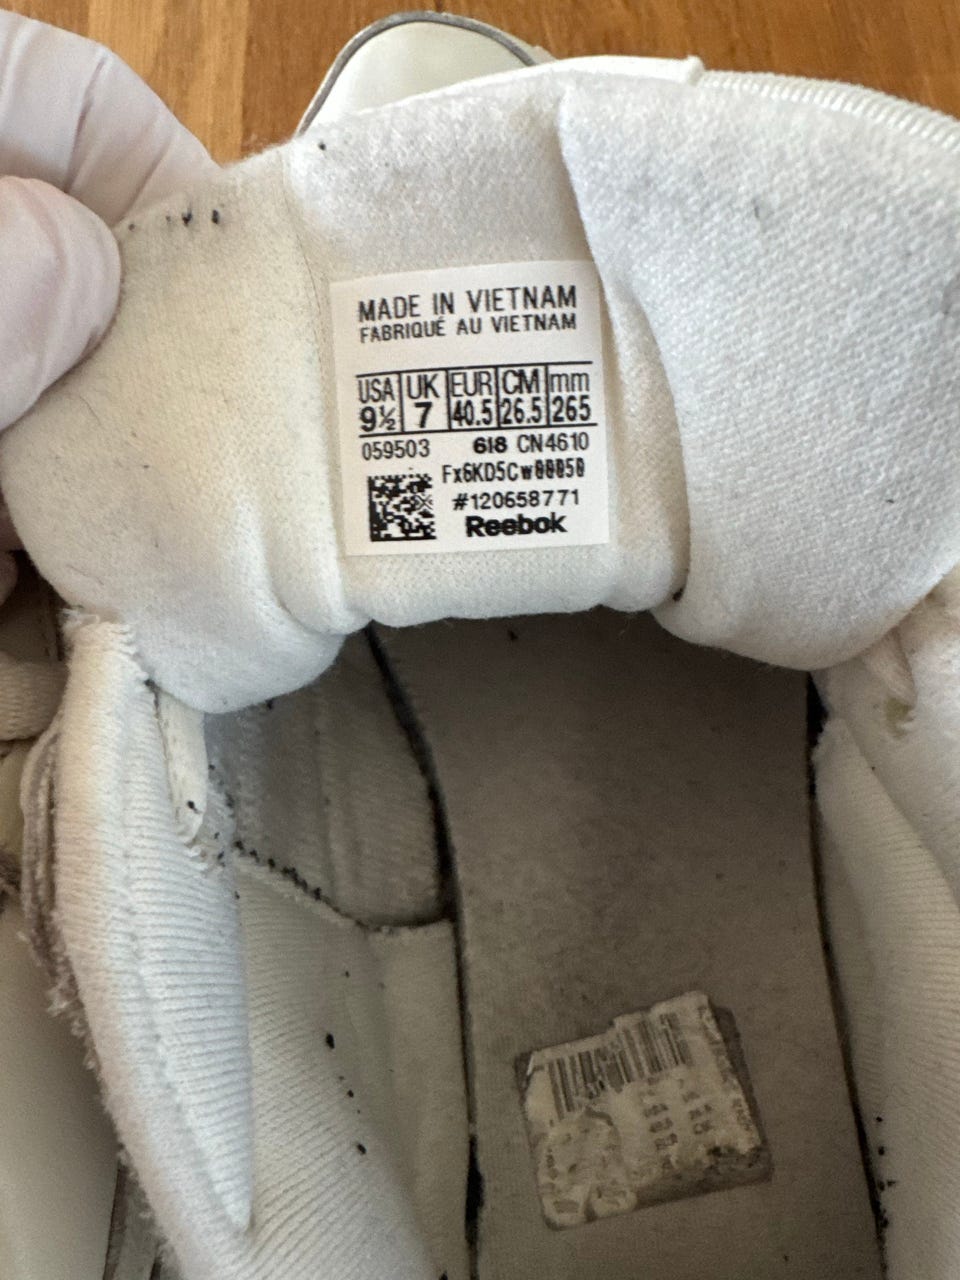 MADE IN VIETNAM
FABRIQUÉ AU VIETNAM
USA UK EUR CM mm
9½ 7 40.5 26.5 265
059503 618 CN4610
#120658771
Reebok